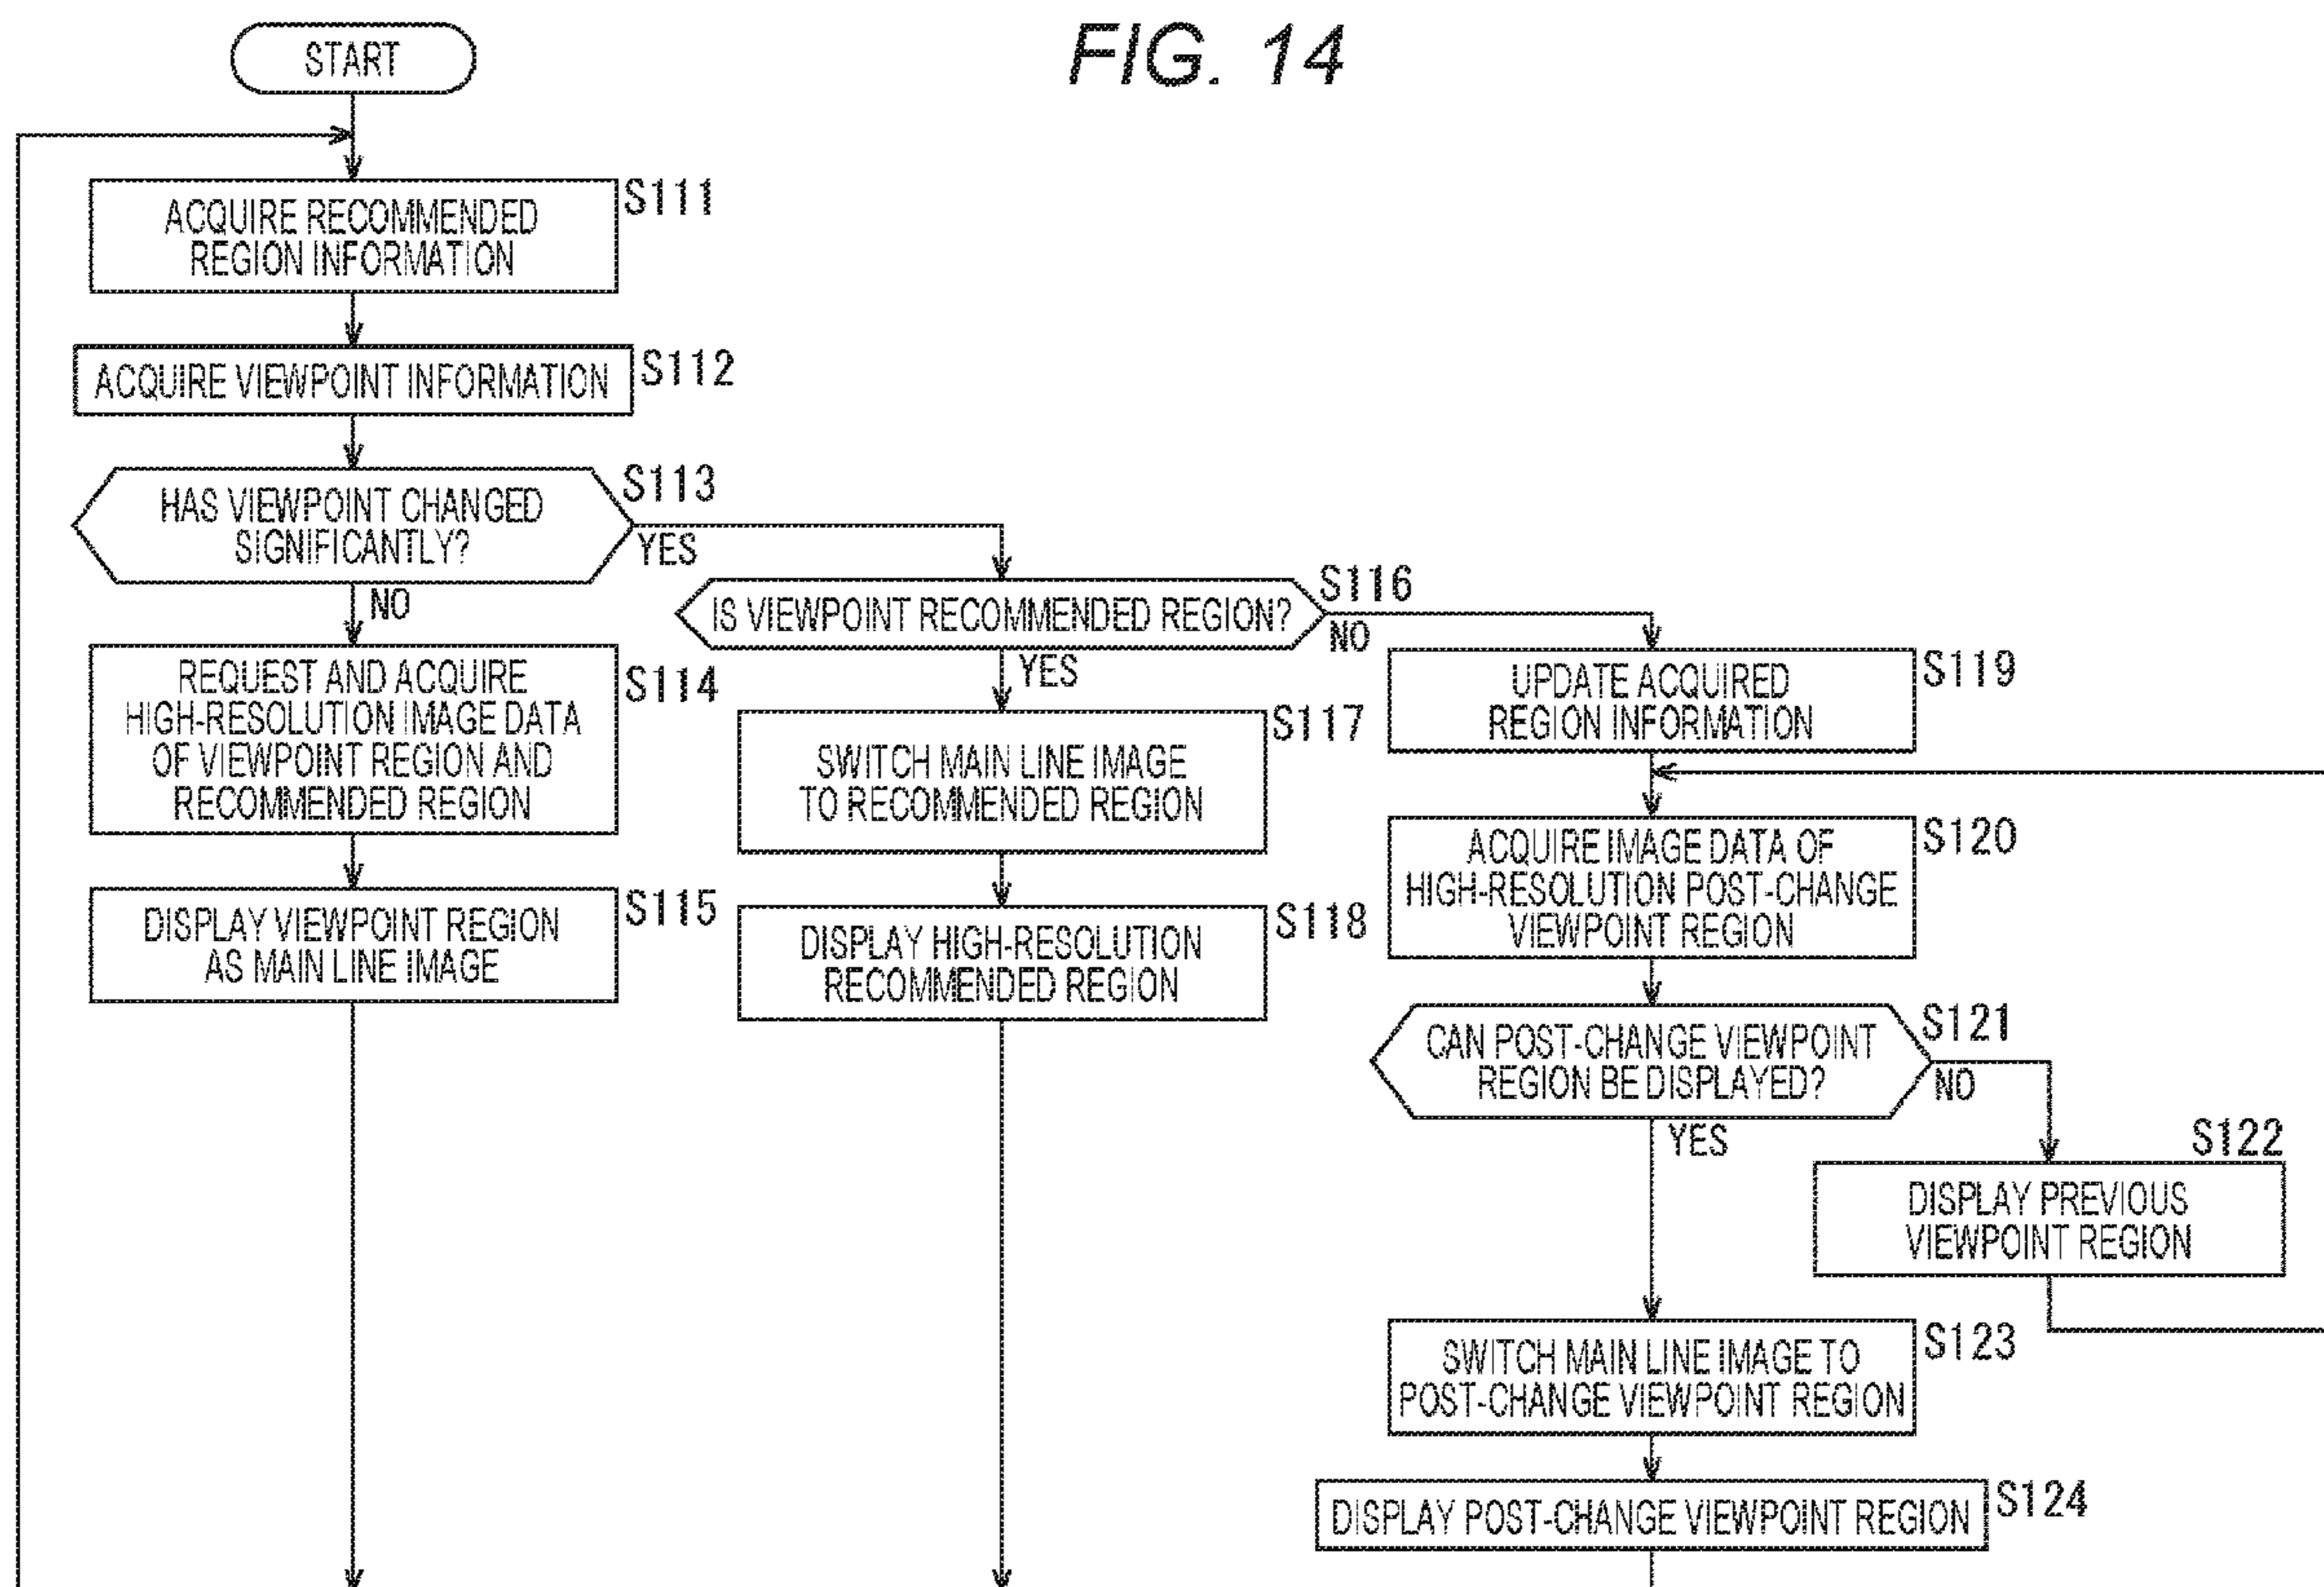 FIG. 14
START
ACQUIRE RECOMMENDED
REGION INFORMATION
S111
ACQUIRE VIEWPOINT INFORMATION
S112
HAS VIEWPOINT CHANGED
SIGNIFICANTLY?
S113
YES
NO
REQUEST AND ACQUIRE
HIGH-RESOLUTION IMAGE DATA
OF VIEWPOINT REGION AND
RECOMMENDED REGION
S114
DISPLAY VIEWPOINT REGION
AS MAIN LINE IMAGE
S115
IS VIEWPOINT RECOMMENDED REGION?
S116
NO
YES
SWITCH MAIN LINE IMAGE
TO RECOMMENDED REGION
S117
DISPLAY HIGH-RESOLUTION
RECOMMENDED REGION
S118
UPDATE ACQUIRED
REGION INFORMATION
S119
ACQUIRE IMAGE DATA OF
HIGH-RESOLUTION POST-CHANGE
VIEWPOINT REGION
S120
CAN POST-CHANGE VIEWPOINT
REGION BE DISPLAYED?
S121
NO
YES
S122
DISPLAY PREVIOUS
VIEWPOINT REGION
SWITCH MAIN LINE IMAGE TO
POST-CHANGE VIEWPOINT REGION
S123
DISPLAY POST-CHANGE VIEWPOINT REGION
S124